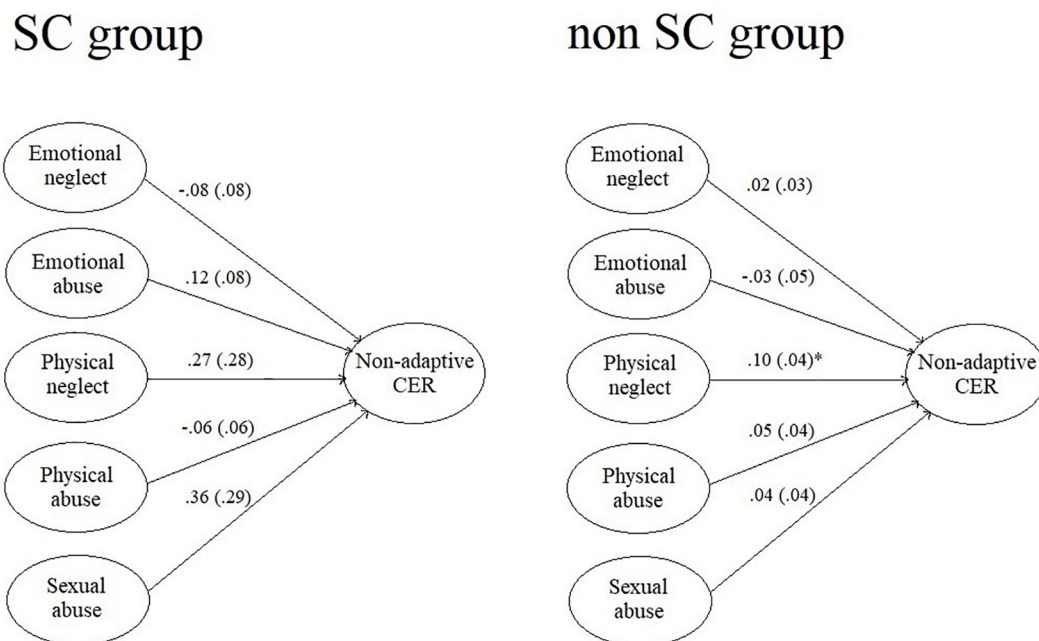 SC group
Emotional
neglect
-.08 (.08)
Emotional
abuse
.12 (.08)
Physical
neglect
.27 (.28)
Non-adaptive
CER
-.06 (.06)
Physical
abuse
.36 (.29)
Sexual
abuse
non SC group
Emotional
neglect
.02 (.03)
Emotional
abuse
-.03 (.05)
Physical
neglect
.10 (.04)*
Non-adaptive
CER
.05 (.04)
Physical
abuse
.04 (.04)
Sexual
abuse